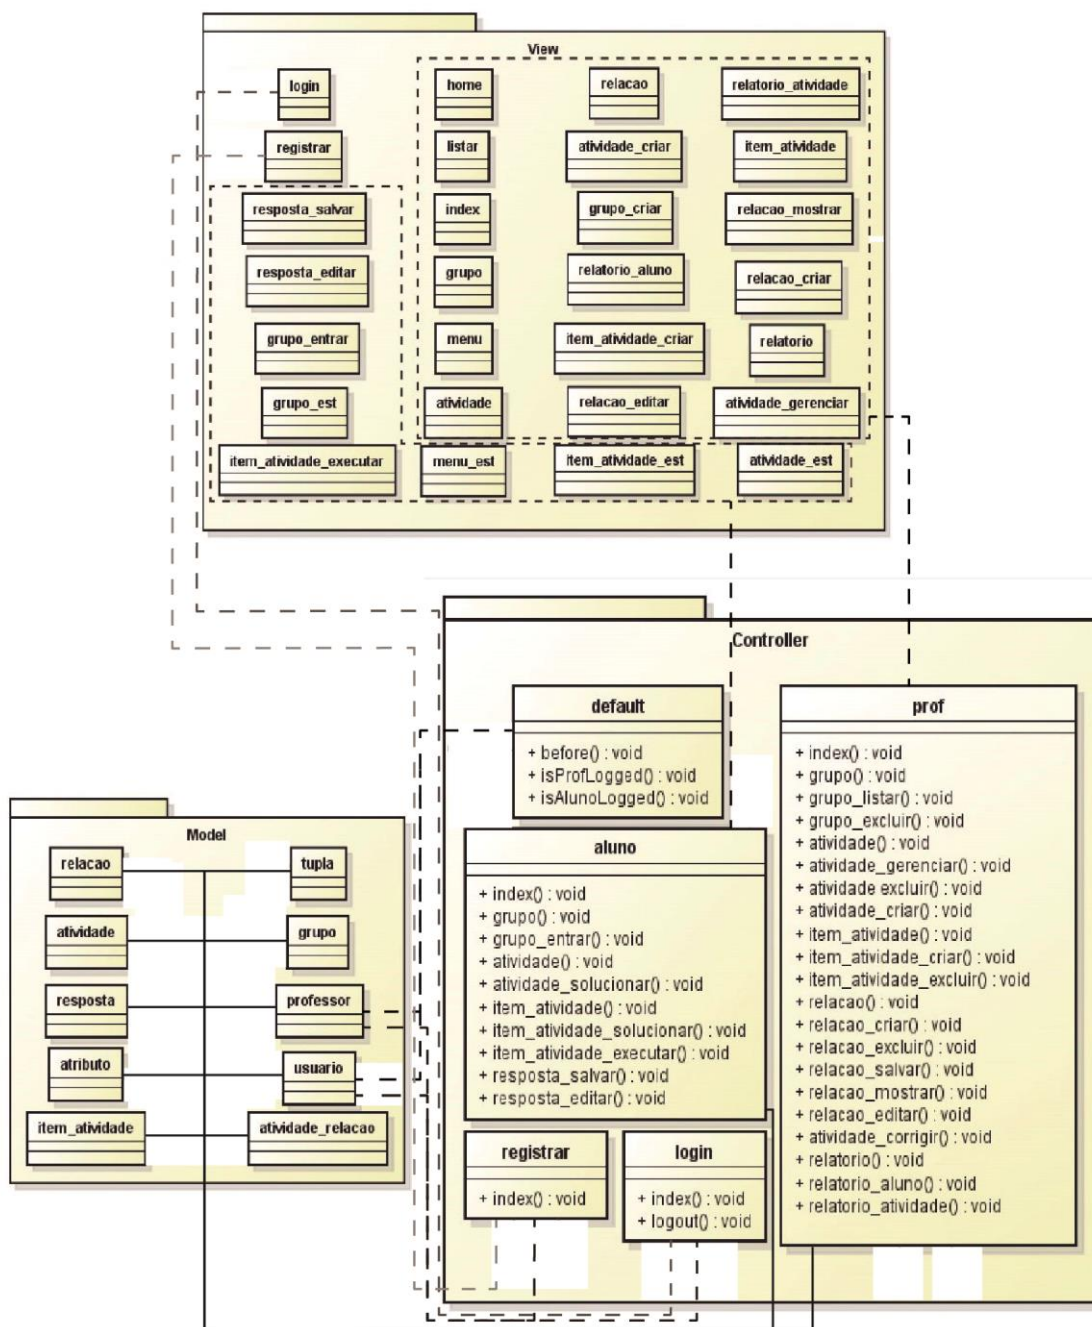 View
login
home
relacao
relatorio_atividade
registrar
listar
atividade_criar
item_atividade
resposta_salvar
index
grupo_criar
relacao_mostrar
resposta_editar
grupo
relatorio_aluno
relacao_criar
grupo_entrar
menu
item_atividade_criar
relatorio
grupo_est
atividade
relacao_editar
atividade_gerenciar
item_atividade_executar
menu_est
item_atividade_est
atividade_est
Controller
default
+ before() : void
+ isProfLogged() : void
+ isAlunoLogged() : void
prof
+ index() : void
+ grupo() : void
+ grupo_listar() : void
+ grupo_excluir() : void
+ atividade() : void
+ atividade_gerenciar() : void
+ atividade excluir() : void
+ atividade_criar() : void
+ item_atividade() : void
+ item_atividade_criar() : void
+ item_atividade_excluir() : void
+ relacao() : void
+ relacao_criar() : void
+ relacao_excluir() : void
+ relacao_salvar() : void
+ relacao_mostrar() : void
+ relacao_editar() : void
+ atividade_corrigir() : void
+ relatorio() : void
+ relatorio_aluno() : void
+ relatorio_atividade() : void
aluno
+ index() : void
+ grupo() : void
+ grupo_entrar() : void
+ atividade() : void
+ atividade_solucionar() : void
+ item_atividade() : void
+ item_atividade_solucionar() : void
+ item_atividade_executar() : void
+ resposta_salvar() : void
+ resposta_editar() : void
registrar
+ index() : void
login
+ index() : void
+ logout() : void
Model
relacao
tupla
atividade
grupo
resposta
professor
atributo
usuario
item_atividade
atividade_relacao